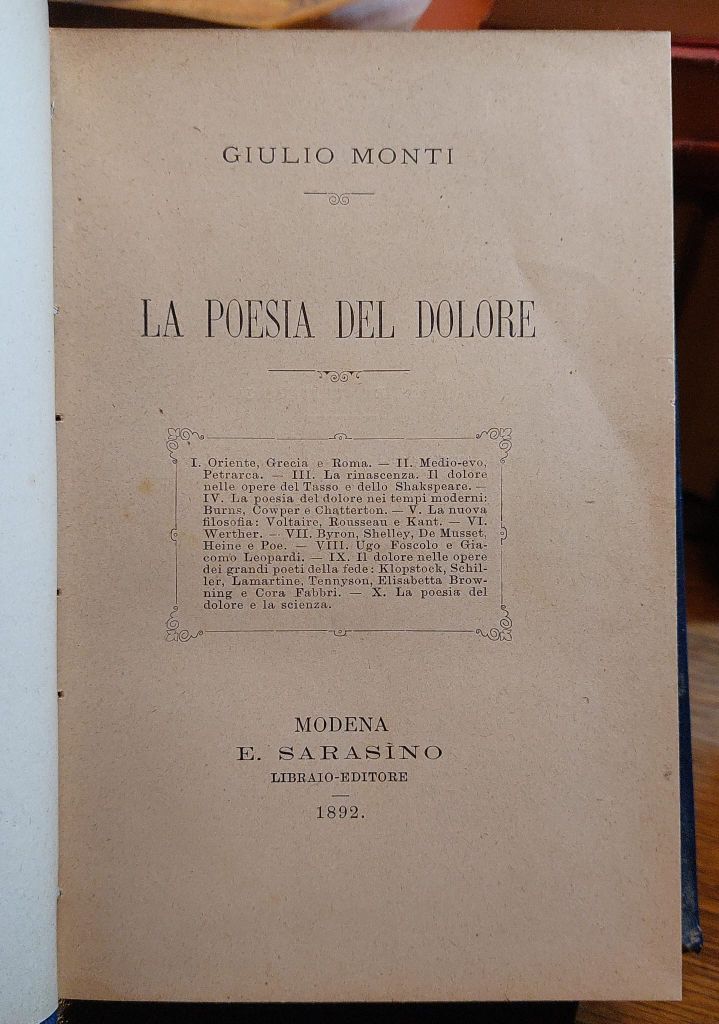 GIULIO MONTI
LA POESIA DEL DOLORE
I. Oriente, Grecia e Roma. — II. Medio-evo,
Petrarca. — III. La rinascenza. Il dolore
nelle opere del Tasso e dello Shakspeare. —
IV. La poesia del dolore nei tempi moderni:
Burns, Cowper e Chatterton. — V. La nuova
filosofia: Voltaire, Rousseau e Kant. — VI.
Werther. — VII. Byron, Shelley, De Musset,
Heine e Poe. — VIII. Ugo Foscolo e Gia-
como Leopardi. — IX. Il dolore nelle opere
dei grandi poeti della fede: Klopstock, Schil-
ler, Lamartine, Tennyson, Elisabetta Brow-
ning e Cora Fabbri. — X. La poesia del
dolore e la scienza.
MODENA
E. SARASÌNO
LIBRAIO-EDITORE
1892.